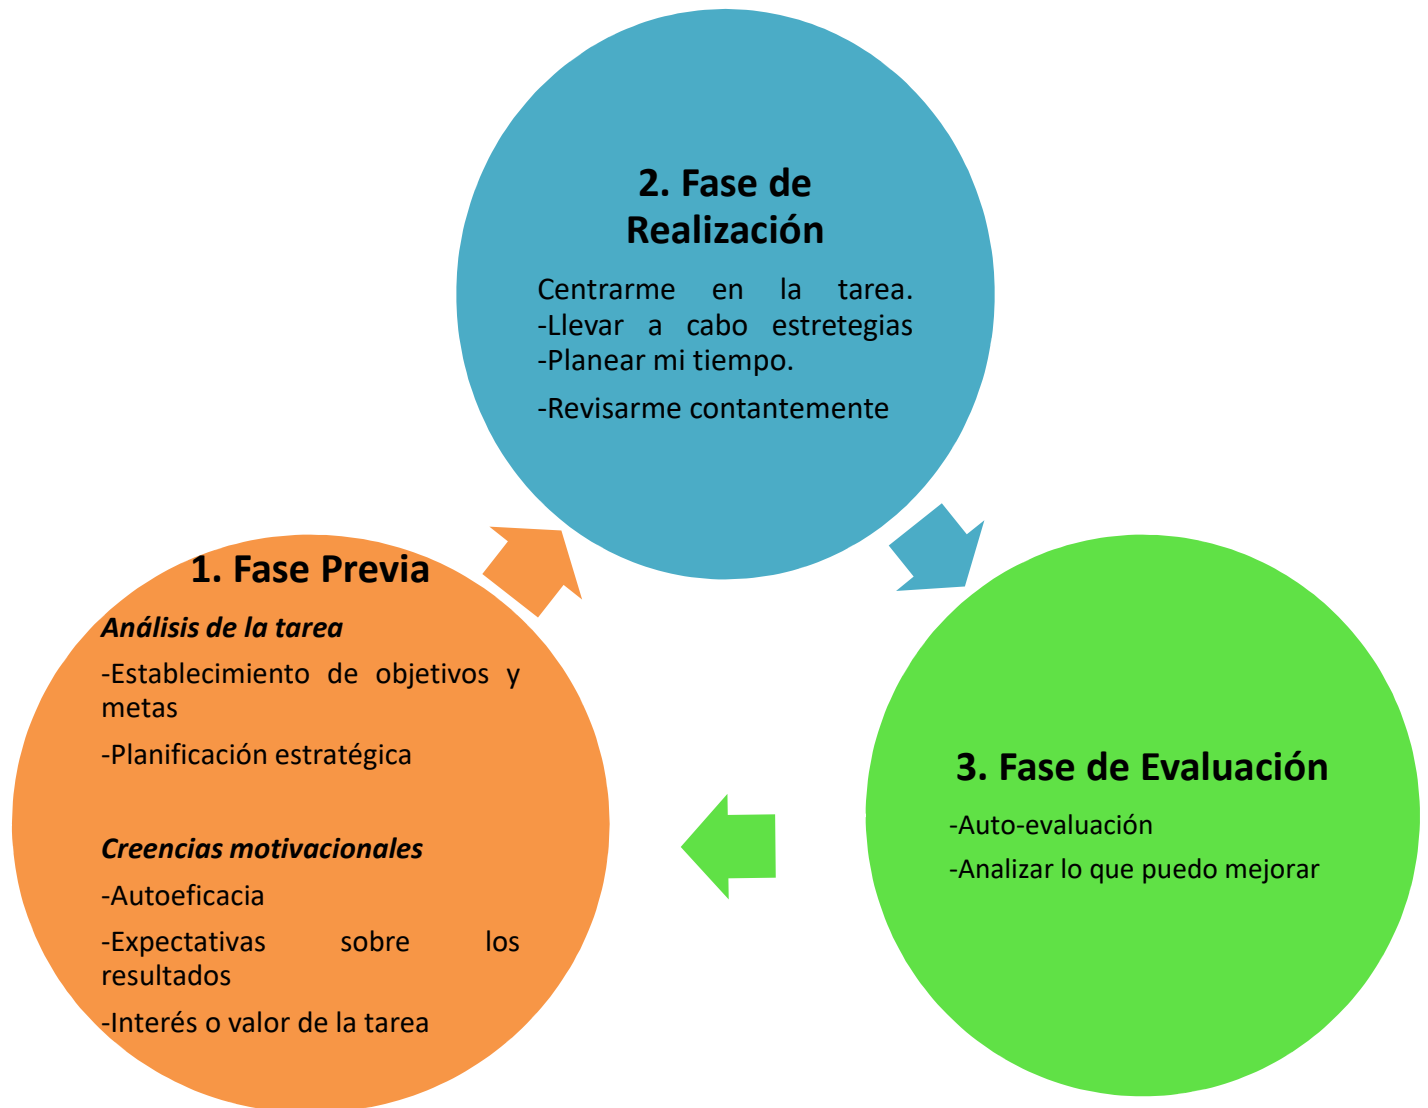 2. Fase de
Realización
Centrarme en la tarea.
-Llevar a cabo estretegias
-Planear mi tiempo.
-Revisarme contantemente
1. Fase Previa
Análisis de la tarea
-Establecimiento de objetivos y
metas
-Planificación estratégica
Creencias motivacionales
-Autoeficacia
-Expectativas sobre los
resultados
-Interés o valor de la tarea
3. Fase de Evaluación
-Auto-evaluación
-Analizar lo que puedo mejorar